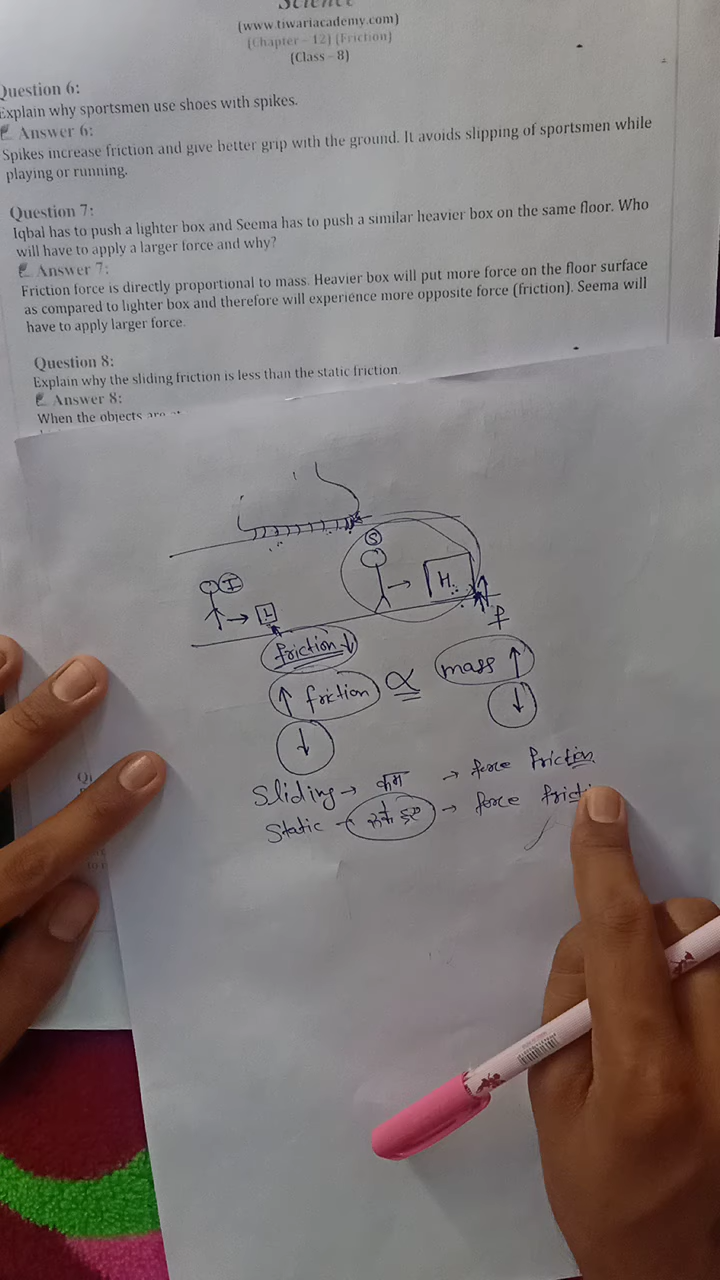 Science
(www.tiwariacademy.com)
(Chapter – 12) (Friction)
(Class – 8)
Question 6:
Explain why sportsmen use shoes with spikes.
Answer 6:
Spikes increase friction and give better grip with the ground. It avoids slipping of sportsmen while
playing or running.
Question 7:
Iqbal has to push a lighter box and Seema has to push a similar heavier box on the same floor. Who
will have to apply a larger force and why?
Answer 7:
Friction force is directly proportional to mass. Heavier box will put more force on the floor surface
as compared to lighter box and therefore will experience more opposite force (friction). Seema will
have to apply larger force.
Question 8:
Explain why the sliding friction is less than the static friction.
Answer 8:
When the objects are
S
I
H
L
f
friction ↓
↑ friction ∝ mass ↑
↓ ↓
Sliding → कम → force friction
Static → → force fricti